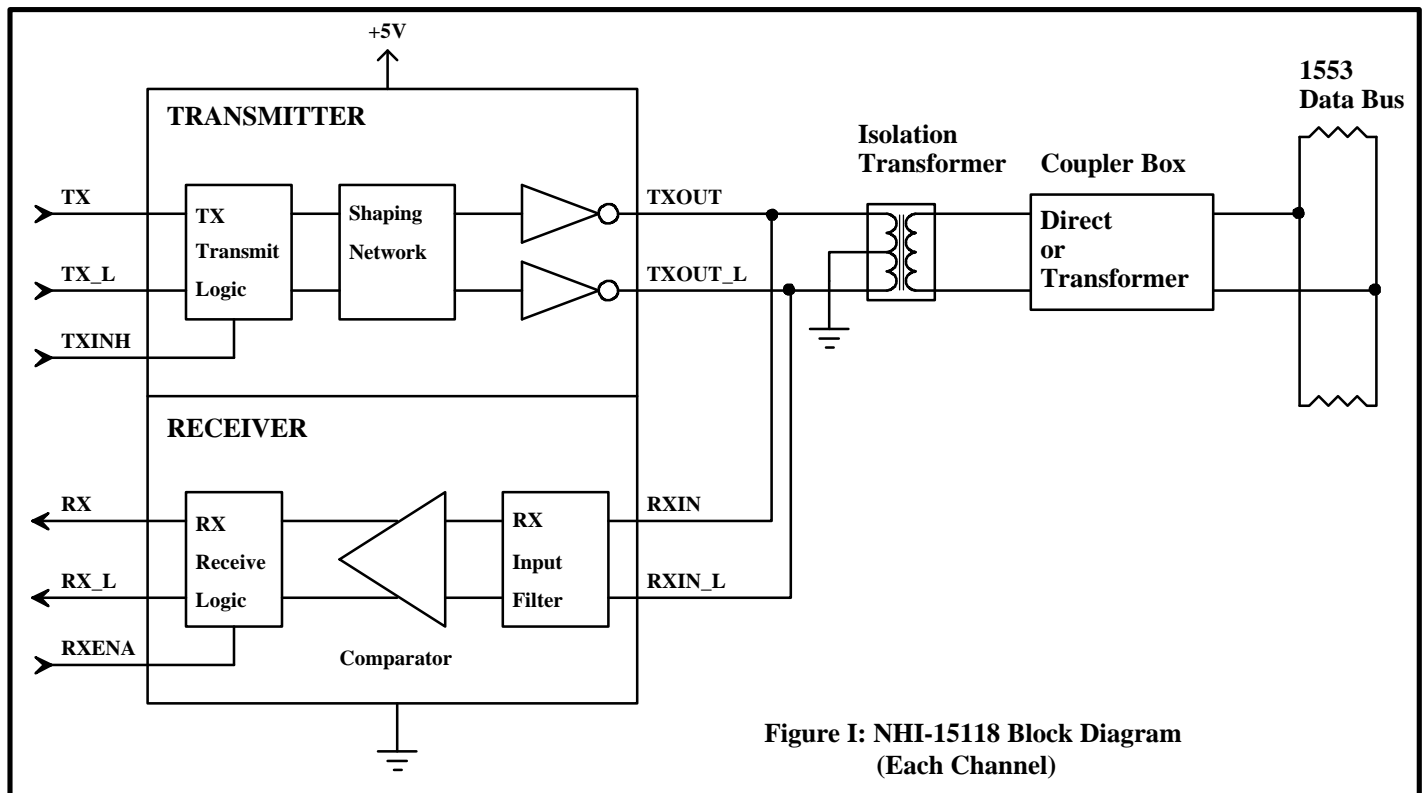 +5V
1553
Data Bus
TRANSMITTER
Isolation
Transformer
Coupler Box
TX
TX
Transmit
Logic
Shaping
Network
TXOUT
Direct
or
Transformer
TX_L
TXOUT_L
TXINH
RECEIVER
RX
RX
Receive
Logic
RX
Input
Filter
RXIN
RX_L
RXIN_L
RXENA
Comparator
Figure I: NHI-15118 Block Diagram
(Each Channel)